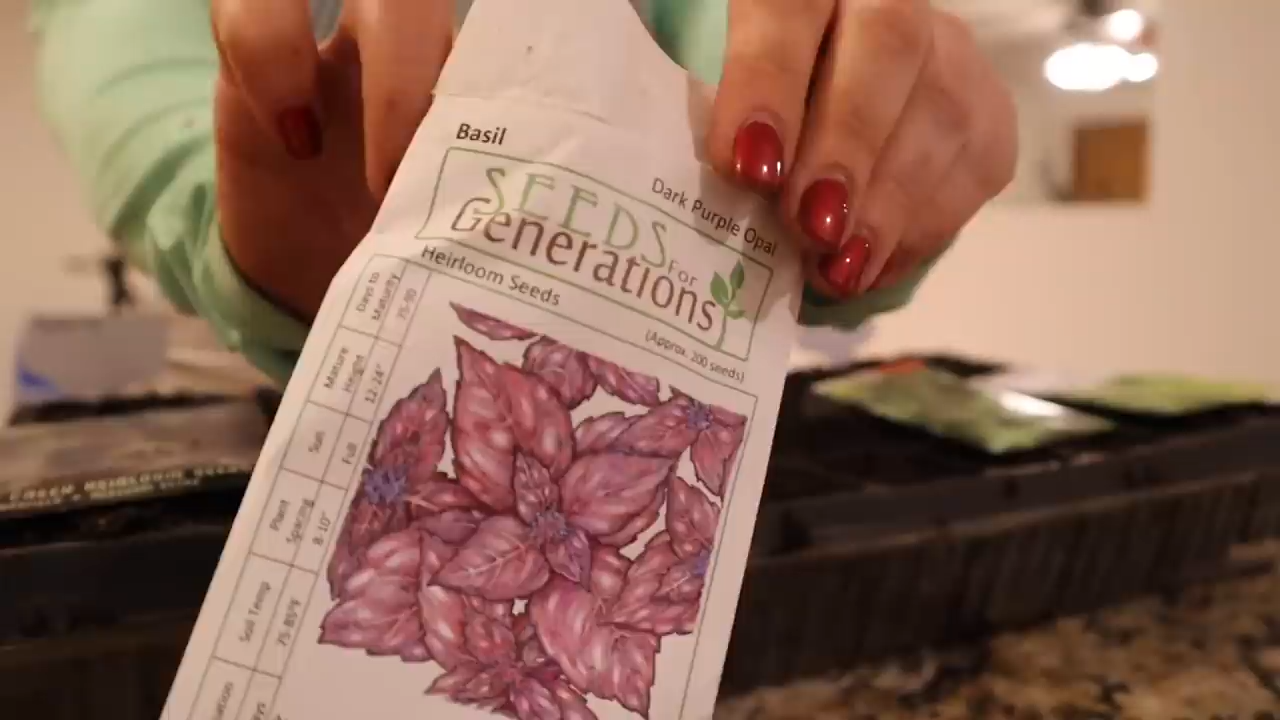 Basil
Dark Purple Opal
SEEDS
For
Generations
Heirloom Seeds
(Approx. 200 seeds)
Days to
Maturity
75-90
Mature
Height
12-24"
Sun
Full
Plant
Spacing
8-10"
Soil Temp
75-85°F
HEIRLOOM